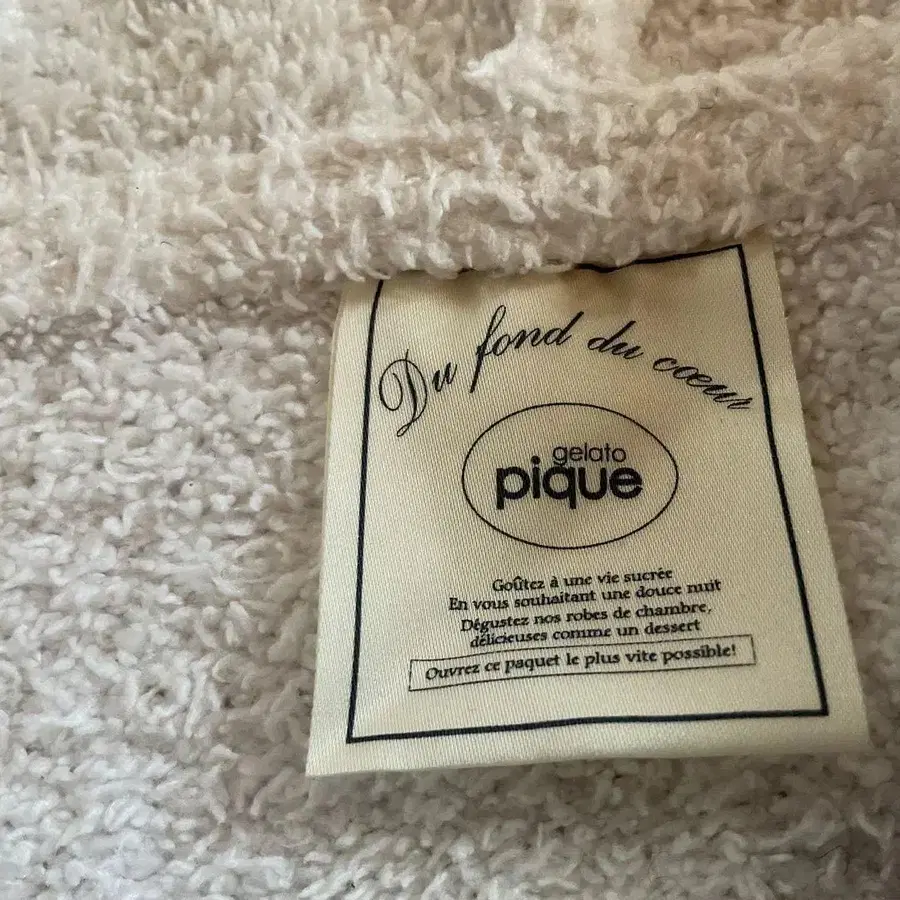 Du fond du cœur
gelato
pique
Goûtez à une vie sucrée
En vous souhaitant une douce nuit
Dégustez nos robes de chambre,
délicieuses comme un dessert
Ouvrez ce paquet le plus vite possible!